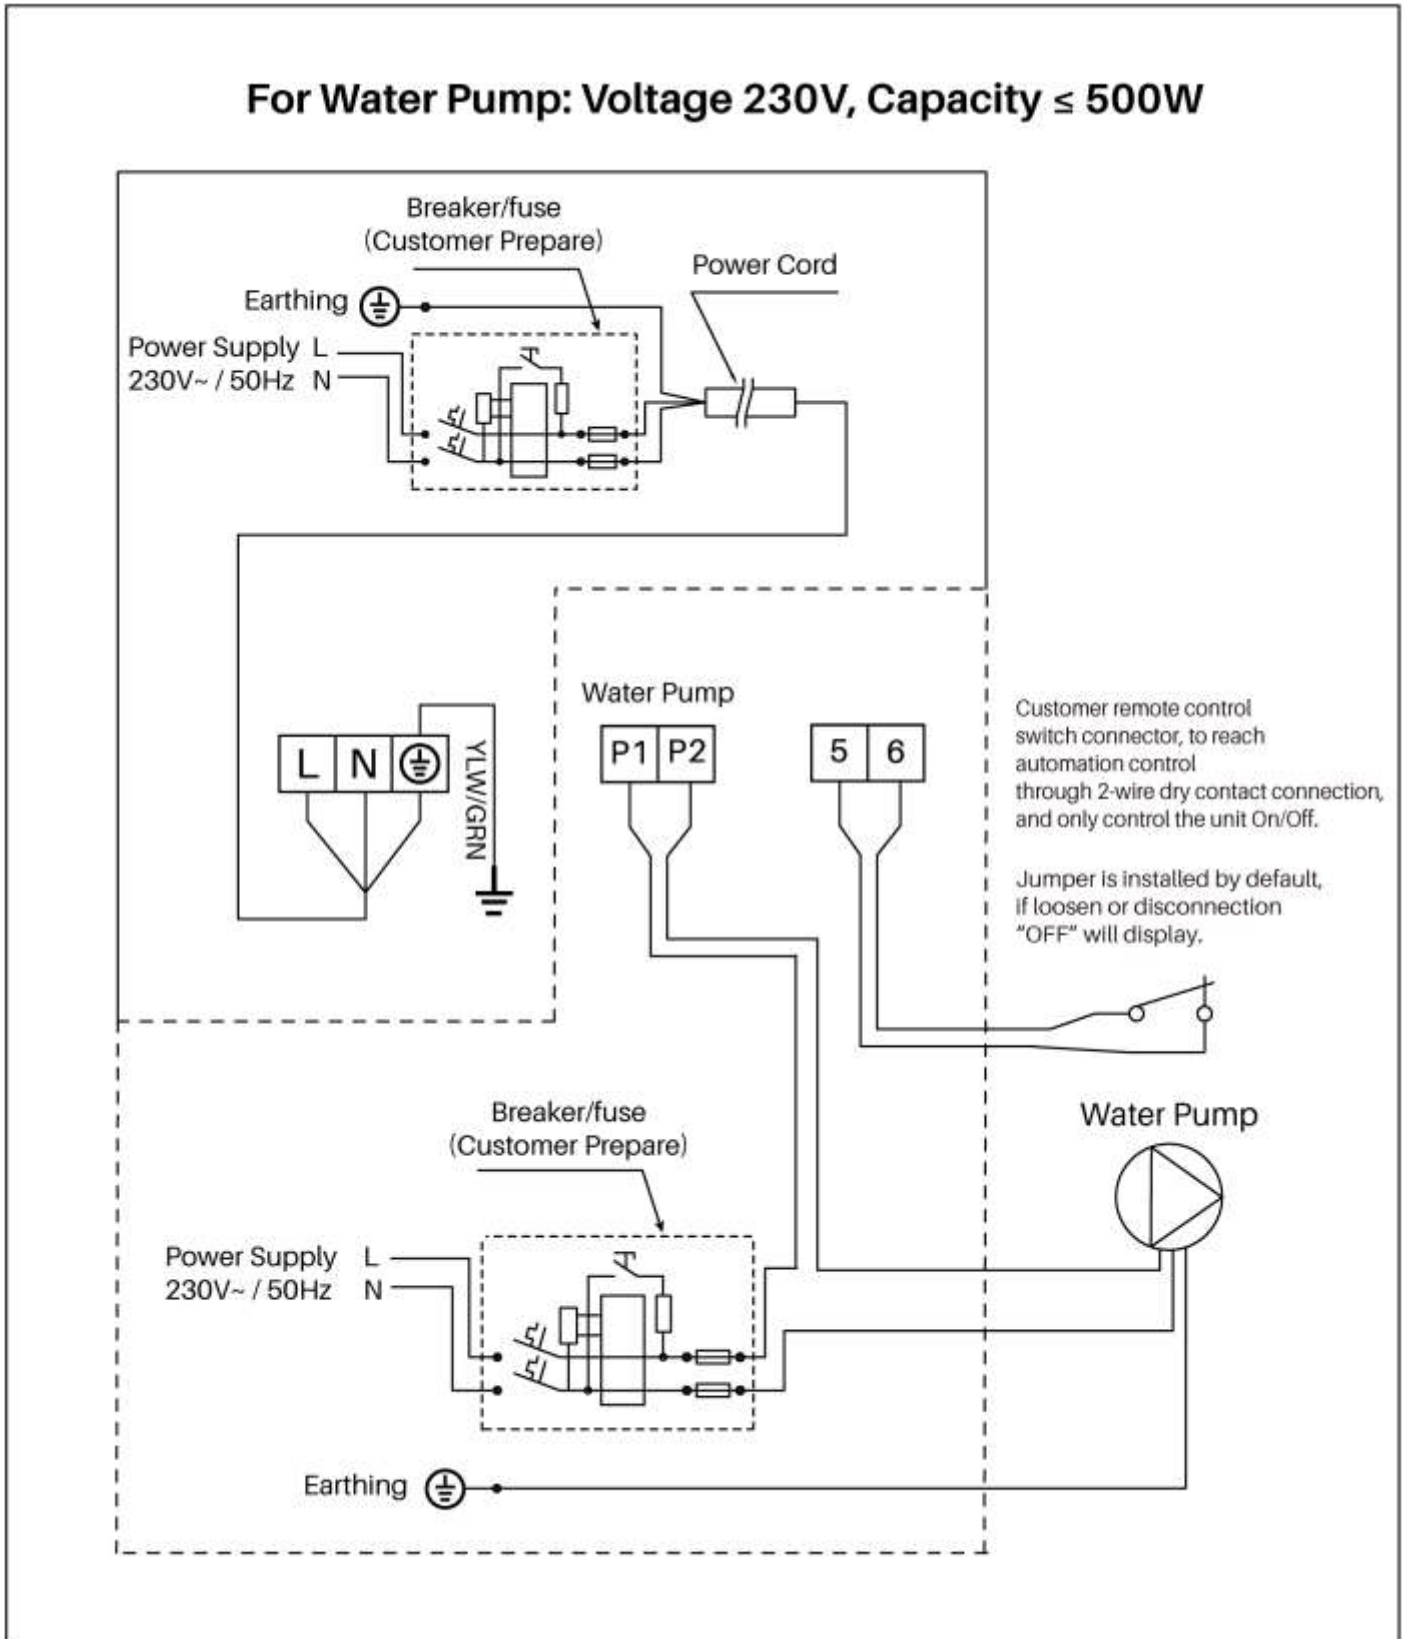 For Water Pump: Voltage 230V, Capacity ≤ 500W
Breaker/fuse
(Customer Prepare)
Power Cord
Earthing
Power Supply L
230V~ / 50Hz N
Water Pump
L N
YLW/GRN
P1 P2
5 6
Customer remote control
switch connector, to reach
automation control
through 2-wire dry contact connection,
and only control the unit On/Off.
Jumper is installed by default,
if loosen or disconnection
"OFF" will display.
Breaker/fuse
(Customer Prepare)
Water Pump
Power Supply L
230V~ / 50Hz N
Earthing